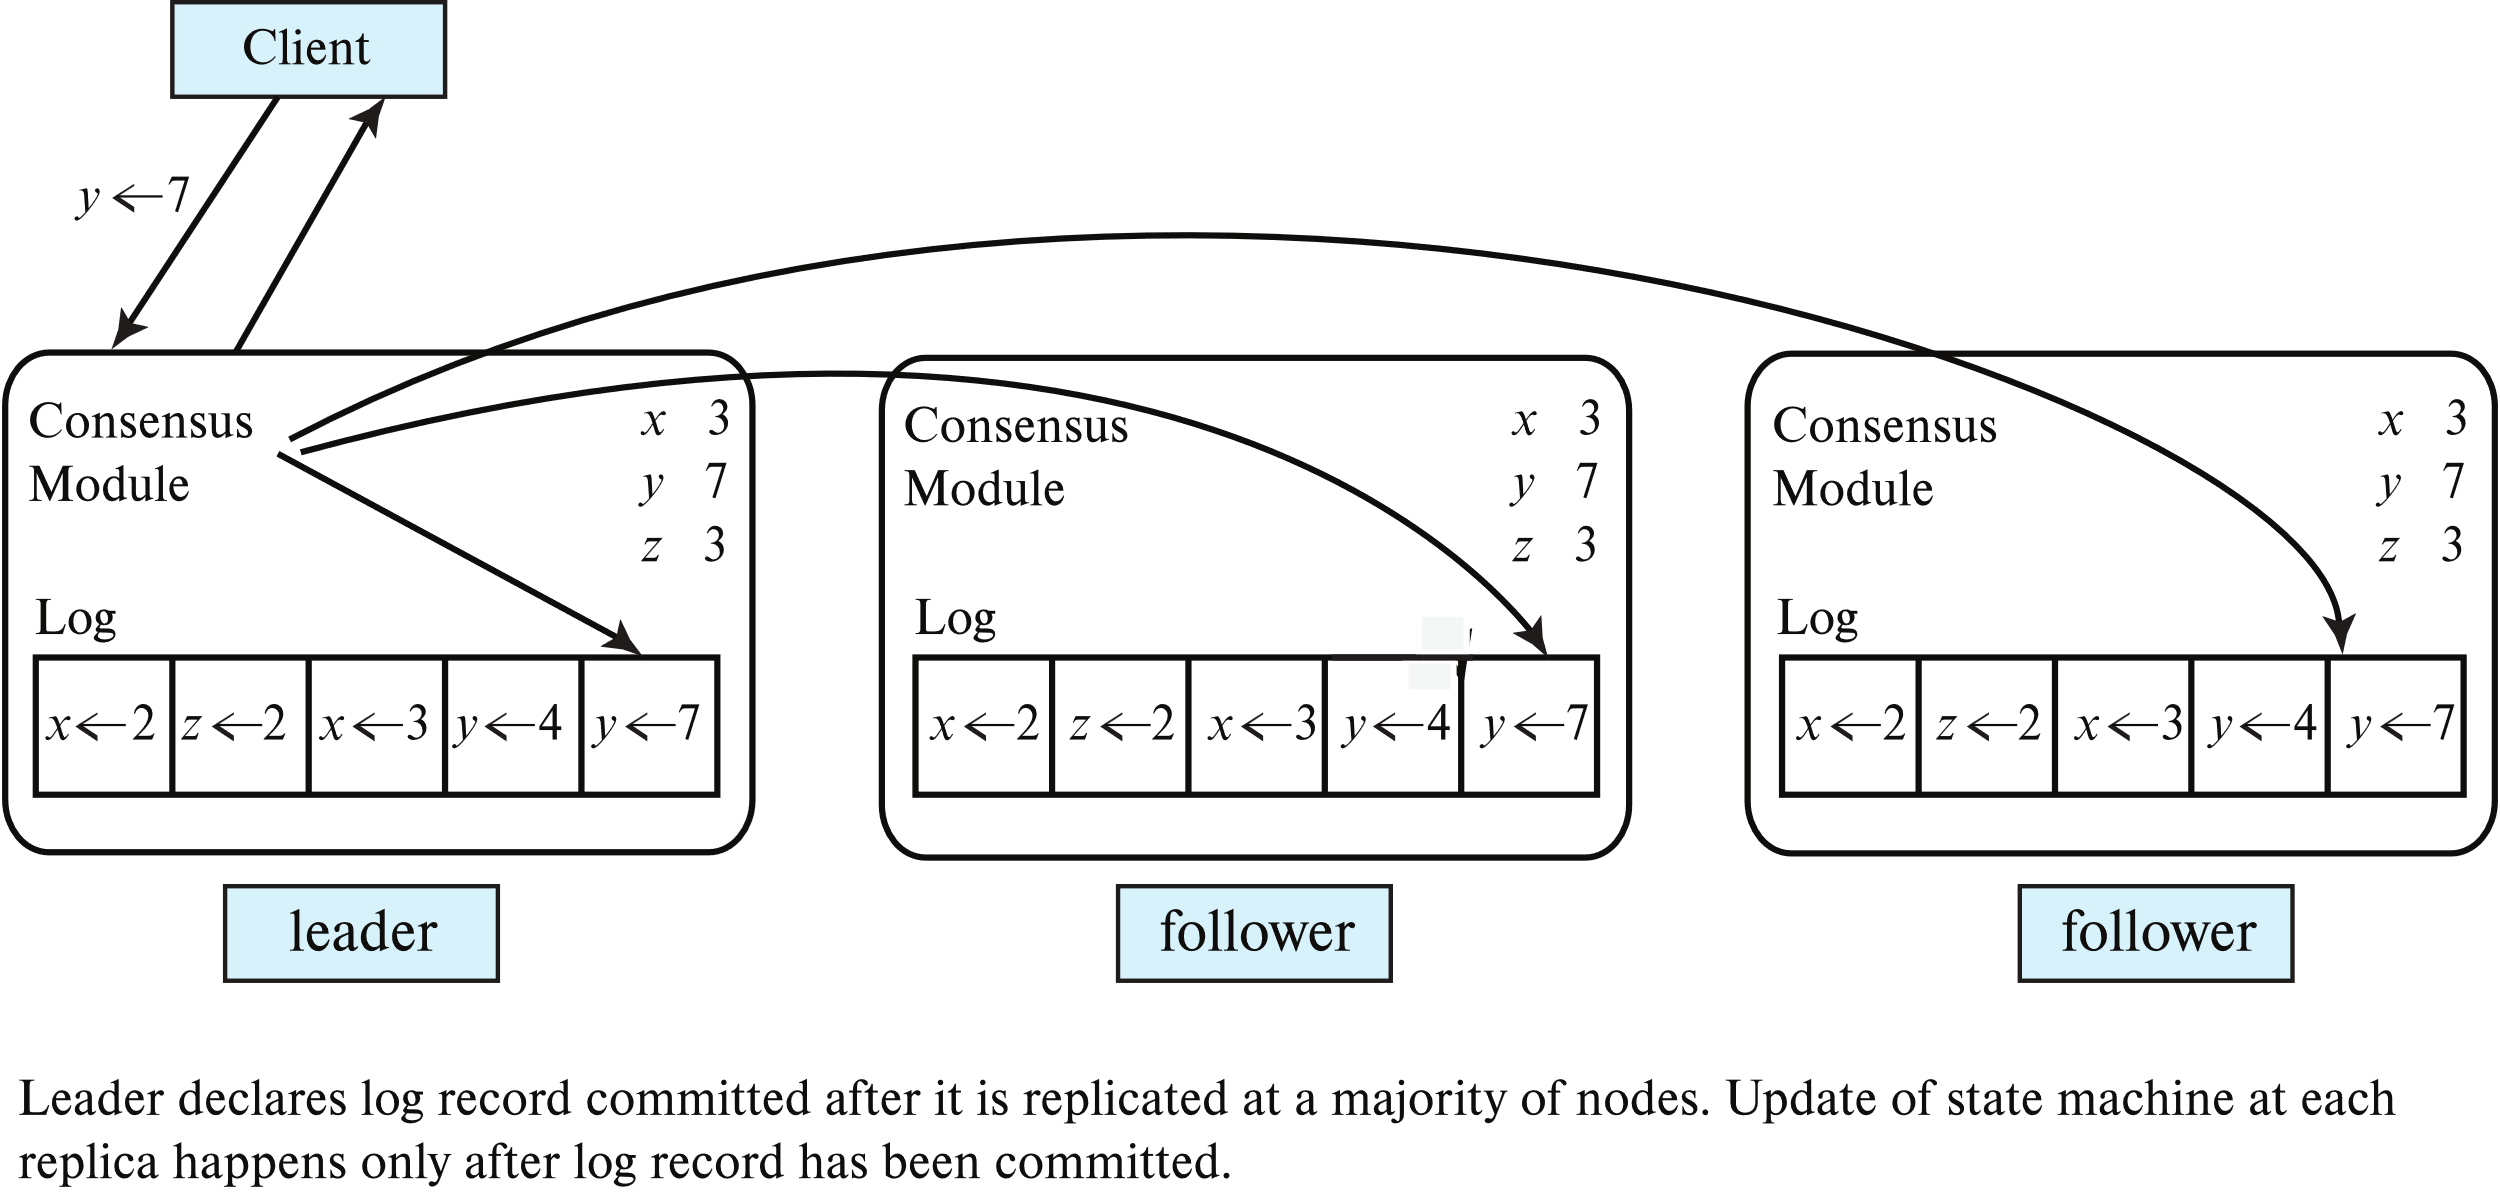 Client
y ← 7
Consensus
Module
x 3
y 7
z 3
Log
x ← 2 z ← 2 x ← 3 y ← 4 y ← 7
leader
Consensus
Module
x 3
y 7
z 3
Log
x ← 2 z ← 2 x ← 3 y ← 4 y ← 7
follower
Consensus
Module
x 3
y 7
z 3
Log
x ← 2 z ← 2 x ← 3 y ← 4 y ← 7
follower
Leader declares log record committed after it is replicated at a majority of nodes. Update of state machine at each
replica happens only after log record has been committed.